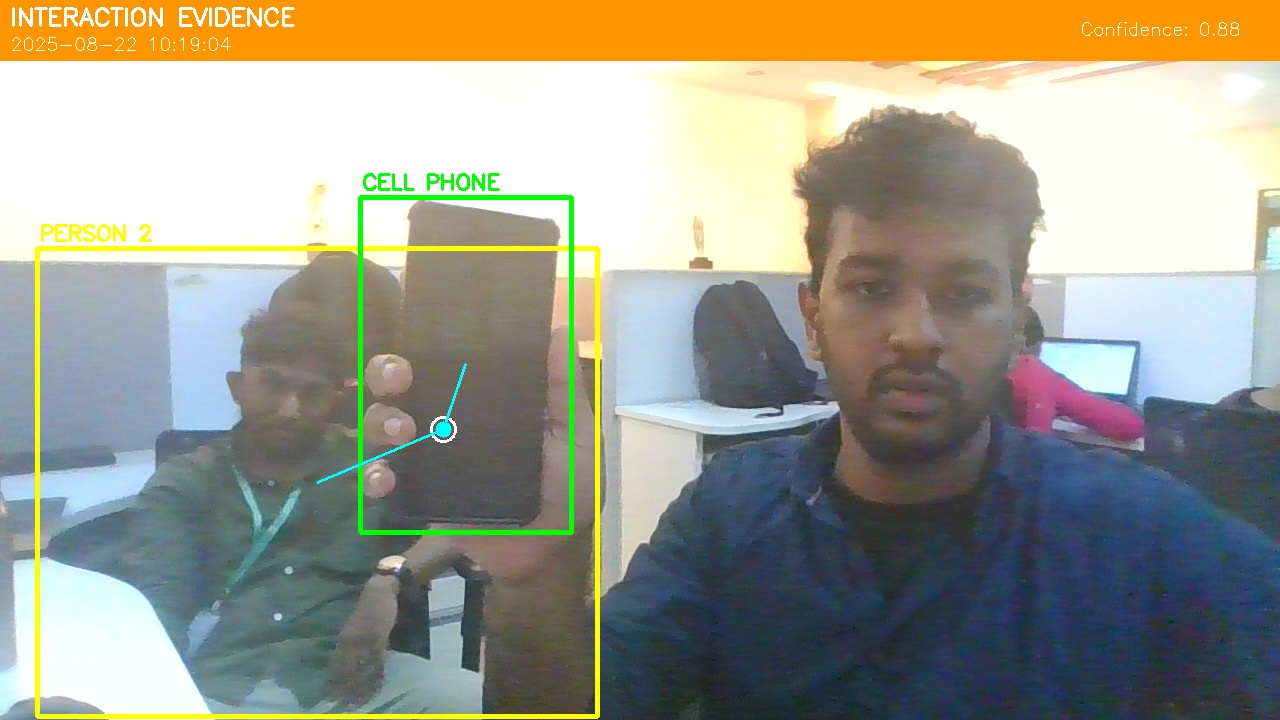 INTERACTION EVIDENCE
2025-08-22 10:19:04
Confidence: 0.88
CELL PHONE
PERSON 2